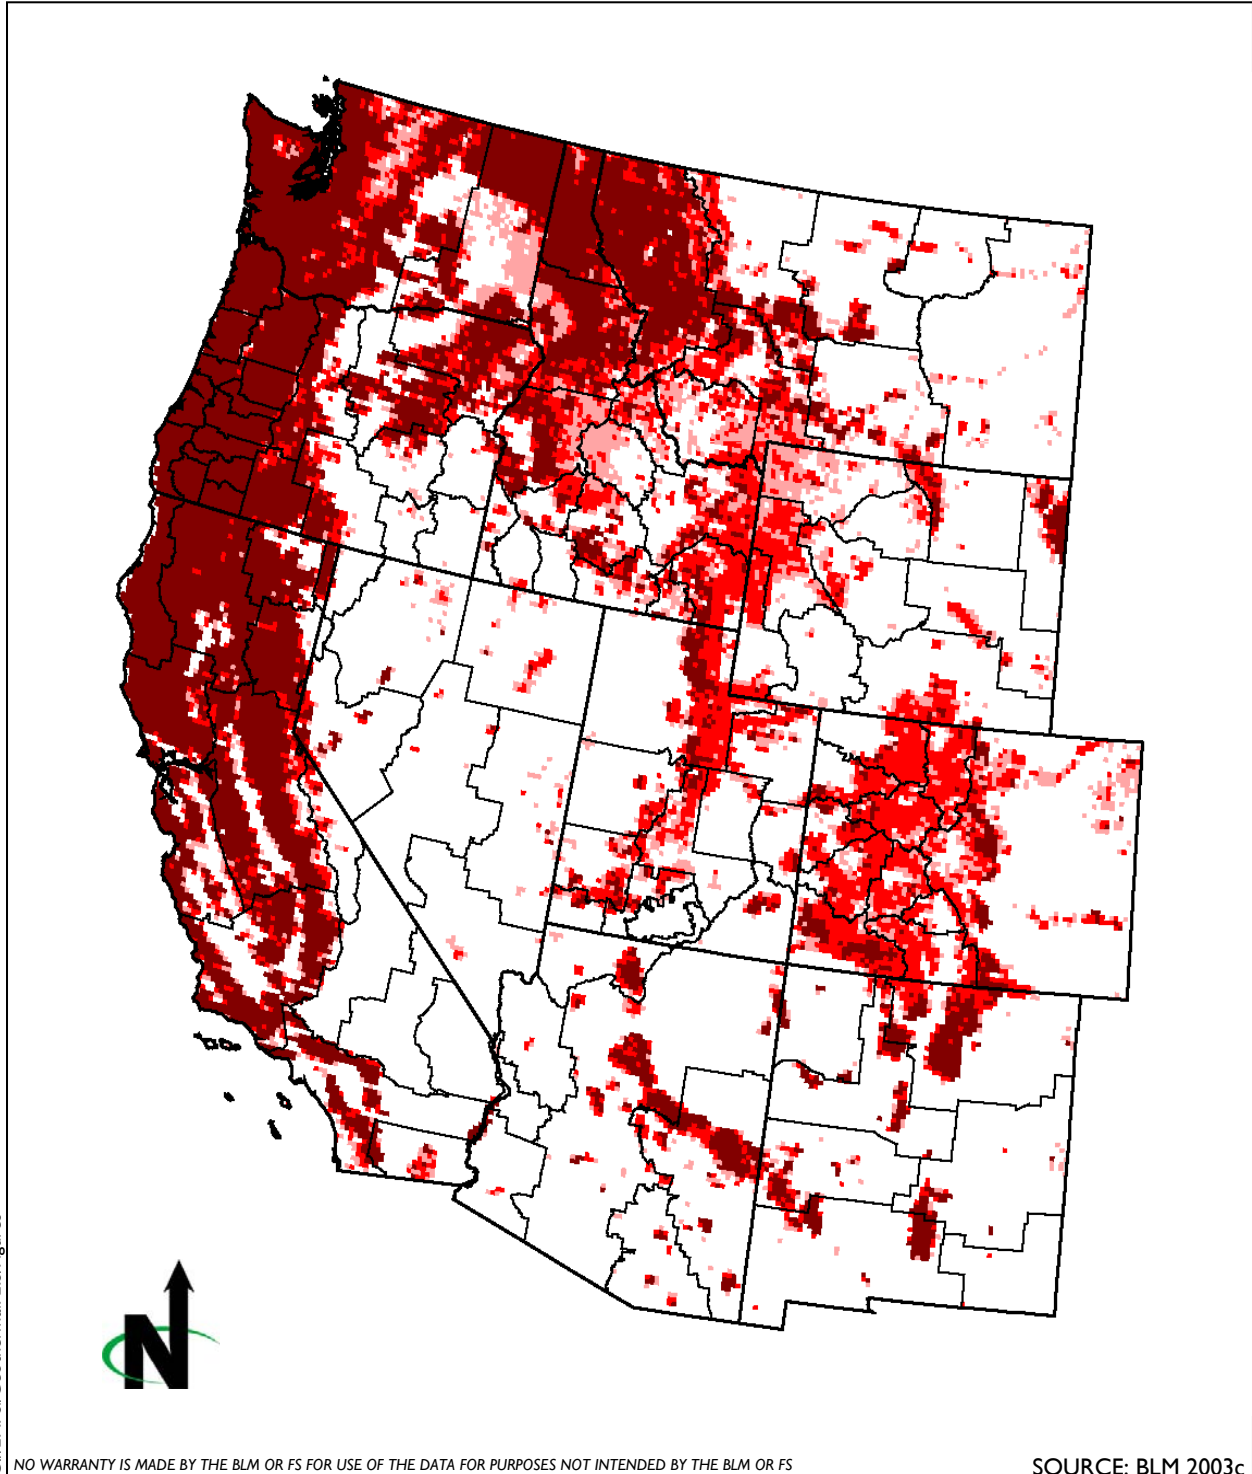 N
NO WARRANTY IS MADE BY THE BLM OR FS FOR USE OF THE DATA FOR PURPOSES NOT INTENDED BY THE BLM OR FS
SOURCE: BLM 2003c